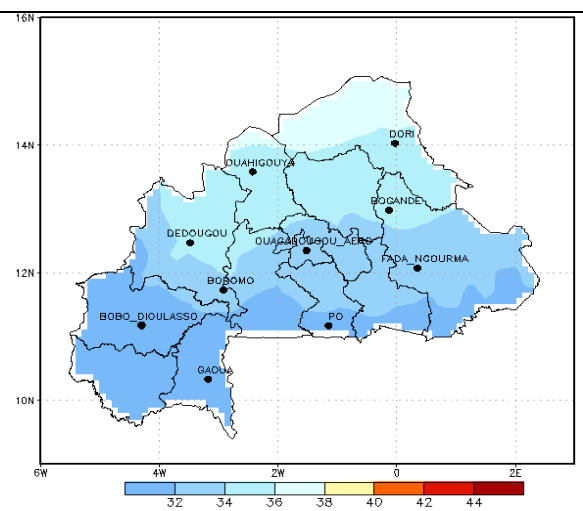 16N
14N
12N
10N
DORI
OUAHIGOUYA
BOGANDE
DEDOUGOU
OUAGADOUGOU_AERO
FADA_NGOURMA
BOROMO
BOBO_DIOULASSO
PO
GAOUA
6W 4W 2W 0 2E
32 34 36 38 40 42 44